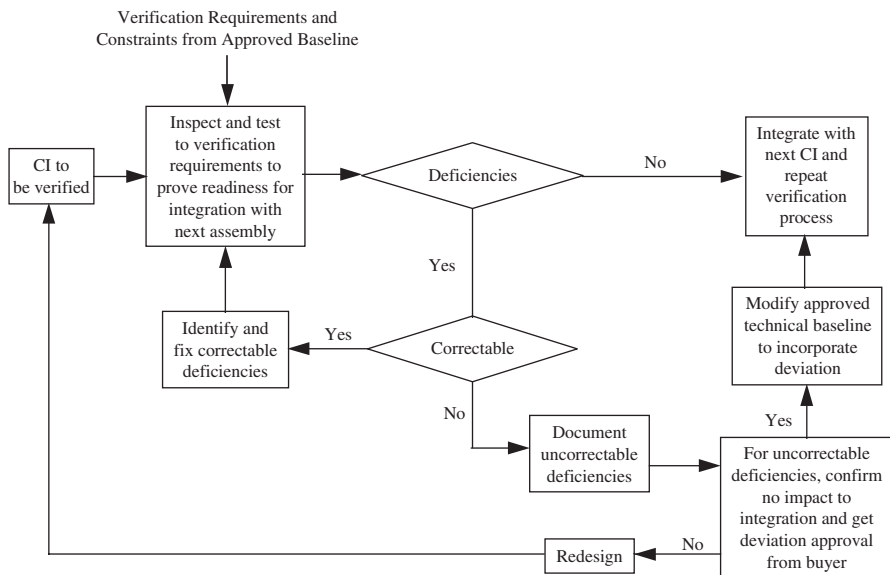 Verification Requirements and
Constraints from Approved Baseline
CI to
be verified
Inspect and test
to verification
requirements to
prove readiness for
integration with
next assembly
Deficiencies
No
Integrate with
next CI and
repeat
verification
process
Yes
Identify and
fix correctable
deficiencies
Yes
Correctable
Modify approved
technical baseline
to incorporate
deviation
No
Document
uncorrectable
deficiencies
Yes
For uncorrectable
deficiencies, confirm
no impact to
integration and get
deviation approval
from buyer
No
Redesign